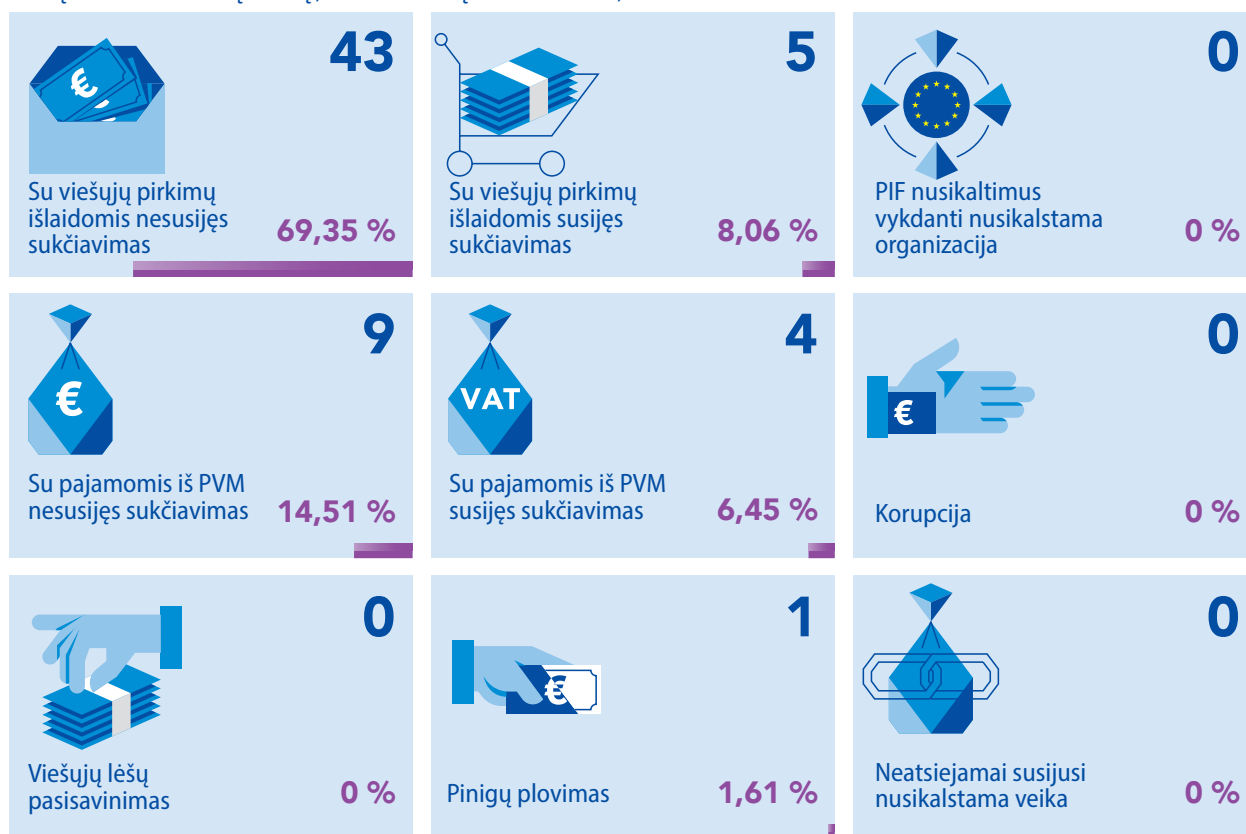 43
Su viešųjų pirkimų
išlaidomis nesusijęs
sukčiavimas
69,35 %
5
Su viešųjų pirkimų
išlaidomis susijęs
sukčiavimas
8,06 %
0
PIF nusikaltimus
vykdanti nusikalstama
organizacija
0 %
€
9
Su pajamomis iš PVM
nesusijęs sukčiavimas
14,51 %
€
VAT
4
Su pajamomis iš PVM
susijęs sukčiavimas
6,45 %
€
0
Korupcija
0 %
0
Viešųjų lėšų
pasisavinimas
0 %
€
1
Pinigų plovimas
1,61 %
0
Neatsiejamai susijusi
nusikalstama veika
0 %